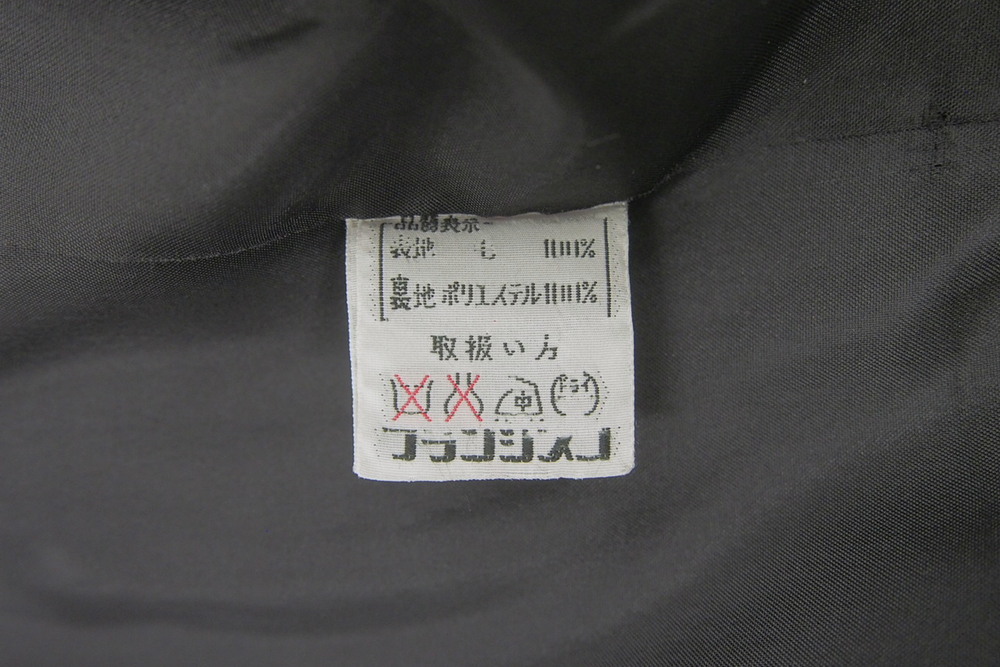 品質表示
表地 毛 100%
裏地 ポリエステル100%
取扱い方
中 ドライ